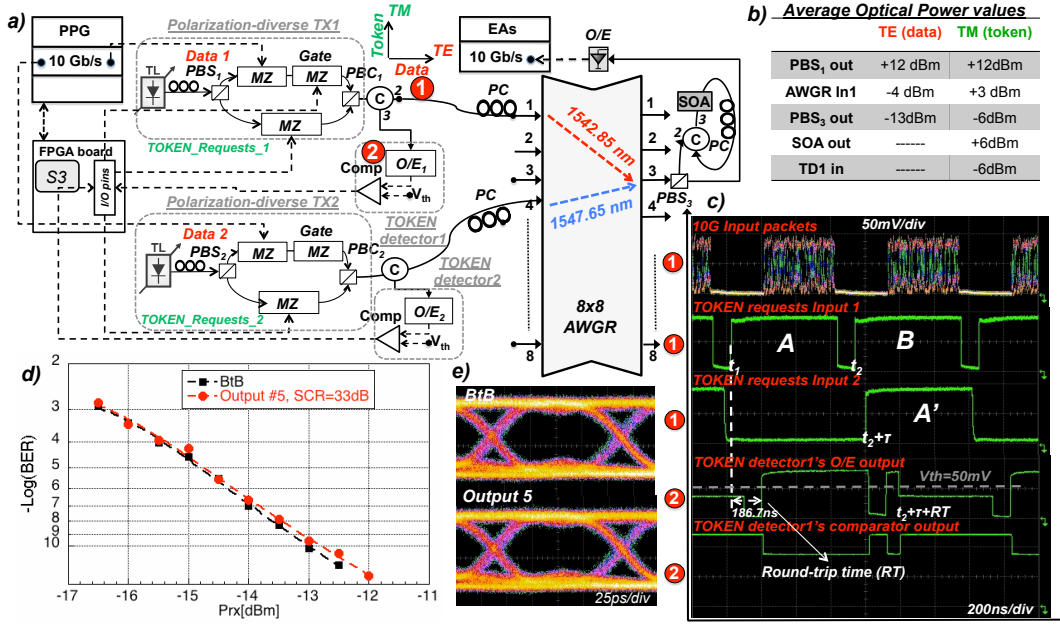 a)
PPG
10 Gb/s
Polarization-diverse TX1
Data 1
Gate
TL
PBS1
MZ
MZ
PBC1
MZ
TOKEN_Requests_1
Token
TM
TE
Data
1
C
2
3
2
O/E1
Comp
Vth
FPGA board
S3
I/O pins
Polarization-diverse TX2
Data 2
Gate
TL
PBS2
MZ
MZ
PBC2
MZ
TOKEN_Requests_2
TOKEN
detector1
TOKEN
detector2
C
O/E2
Comp
Vth
EAs
10 Gb/s
O/E
PC
PC
1
2
3
4
8
1542.85 nm
1547.65 nm
8x8
AWGR
1
2
3
4
8
SOA
3
2
C
1
PC
PBS3
b)
Average Optical Power values
TE (data) TM (token)
PBS1 out +12 dBm +12dBm
AWGR In1 -4 dBm +3 dBm
PBS3 out -13dBm -6dBm
SOA out ------ +6dBm
TD1 in ------ -6dBm
c)
10G Input packets
50mV/div
1
TOKEN requests Input 1
1
A
B
t1
t2
TOKEN requests Input 2
1
A'
t2+τ
TOKEN detector1's O/E output
Vth=50mV
2
186.7ns
t2+τ+RT
TOKEN detector1's comparator output
2
Round-trip time (RT)
200ns/div
d)
BtB
Output #5, SCR=33dB
-Log(BER)
2
3
4
5
6
7
8
9
10
-17 -16 -15 -14 -13 -12 -11
Prx[dBm]
e)
BtB
Output 5
25ps/div